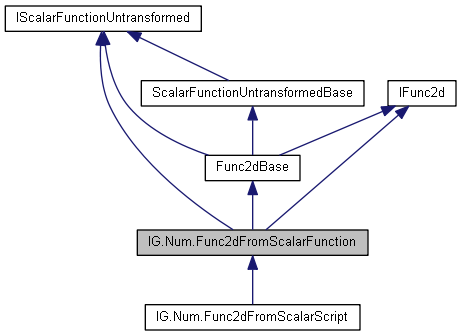 IScalarFunctionUntransformed
ScalarFunctionUntransformedBase
IFunc2d
Func2dBase
IG.Num.Func2dFromScalarFunction
IG.Num.Func2dFromScalarScript